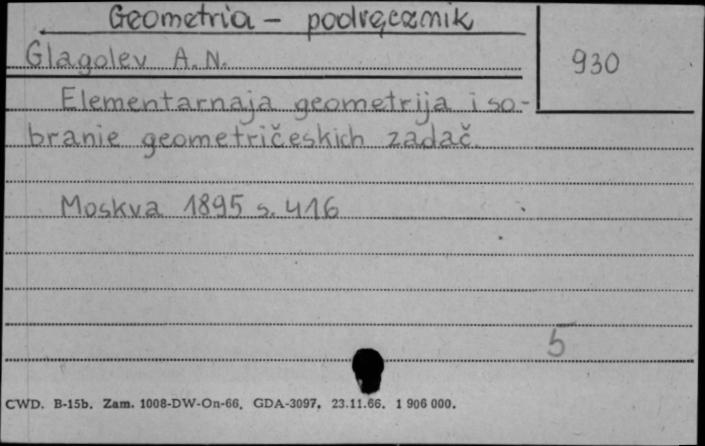 Geometria - podręcznik
Glagolev A. N.
930
Elementarnaja geometrija i so-
branie geometričeskich zadač.
Moskva 1895 s. 416
5
CWD. B-15b. Zam. 1008-DW-On-66. GDA-3097. 23.11.66. 1 906 000.